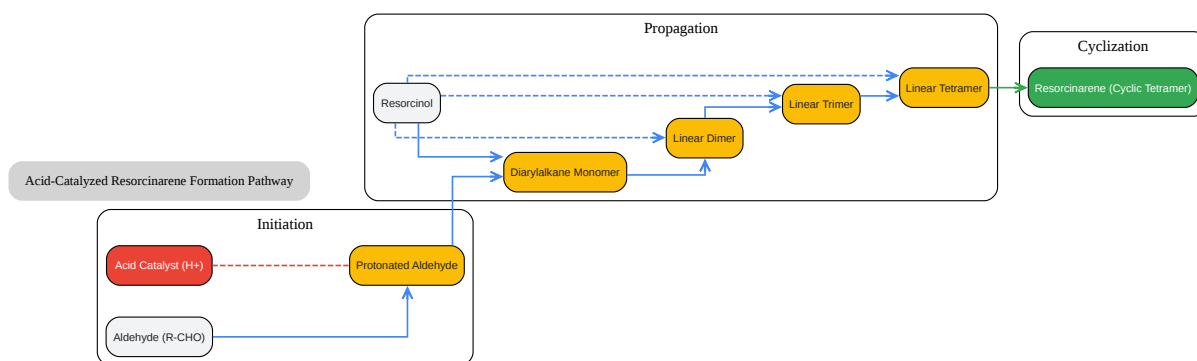 Propagation
Cyclization
Resorcinol
Linear Tetramer
Resorcinarene (Cyclic Tetramer)
Linear Trimer
Linear Dimer
Diarylalkane Monomer
Acid-Catalyzed Resorcinarene Formation Pathway
Initiation
Acid Catalyst (H+)
Protonated Aldehyde
Aldehyde (R-CHO)